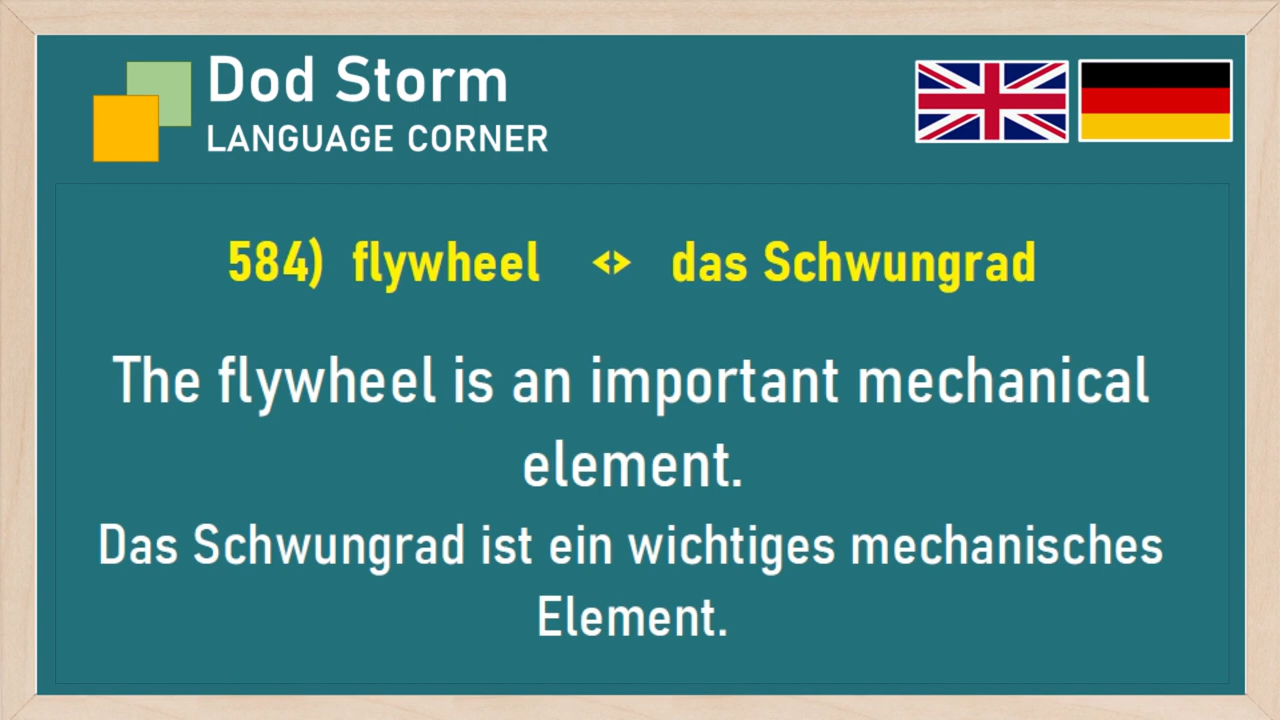 Dod Storm
LANGUAGE CORNER
584) flywheel <> das Schwungrad
The flywheel is an important mechanical
element.
Das Schwungrad ist ein wichtiges mechanisches
Element.